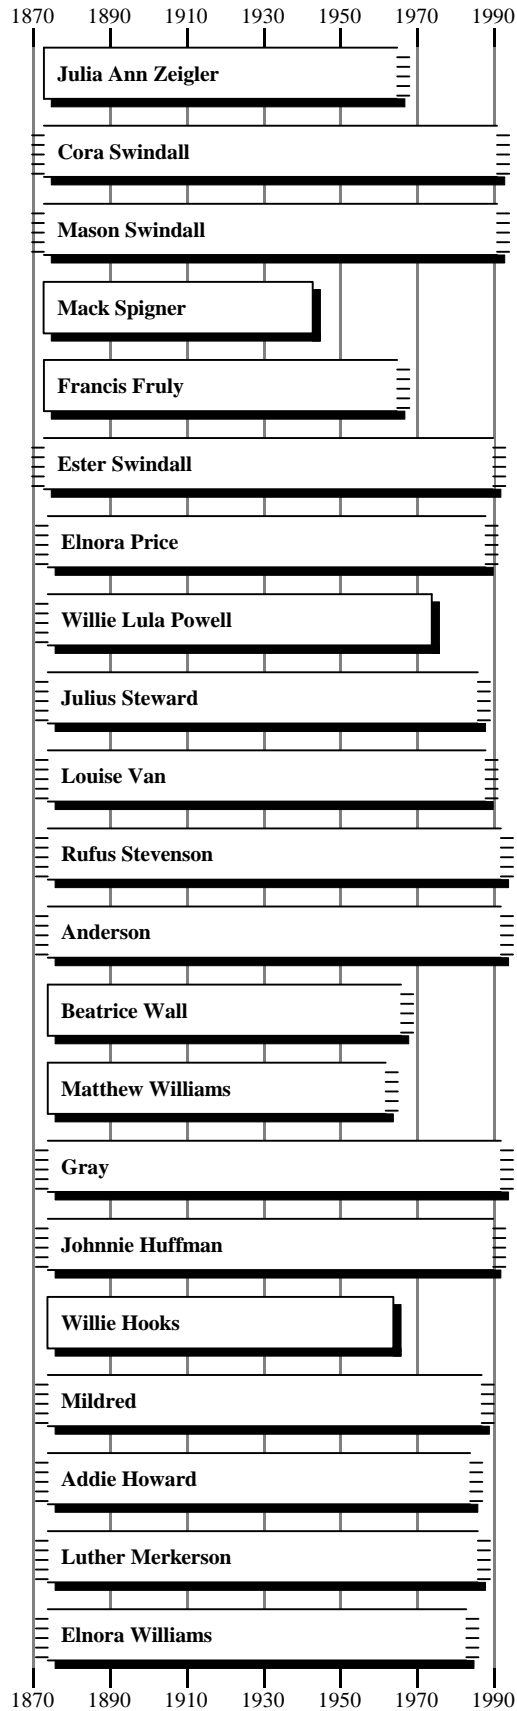 1870 1890 1910 1930 1950 1970 1990
Julia Ann Zeigler
Cora Swindall
Mason Swindall
Mack Spigner
Francis Fruly
Ester Swindall
Elnora Price
Willie Lula Powell
Julius Steward
Louise Van
Rufus Stevenson
Anderson
Beatrice Wall
Matthew Williams
Gray
Johnnie Huffman
Willie Hooks
Mildred
Addie Howard
Luther Merkerson
Elnora Williams
1870 1890 1910 1930 1950 1970 1990